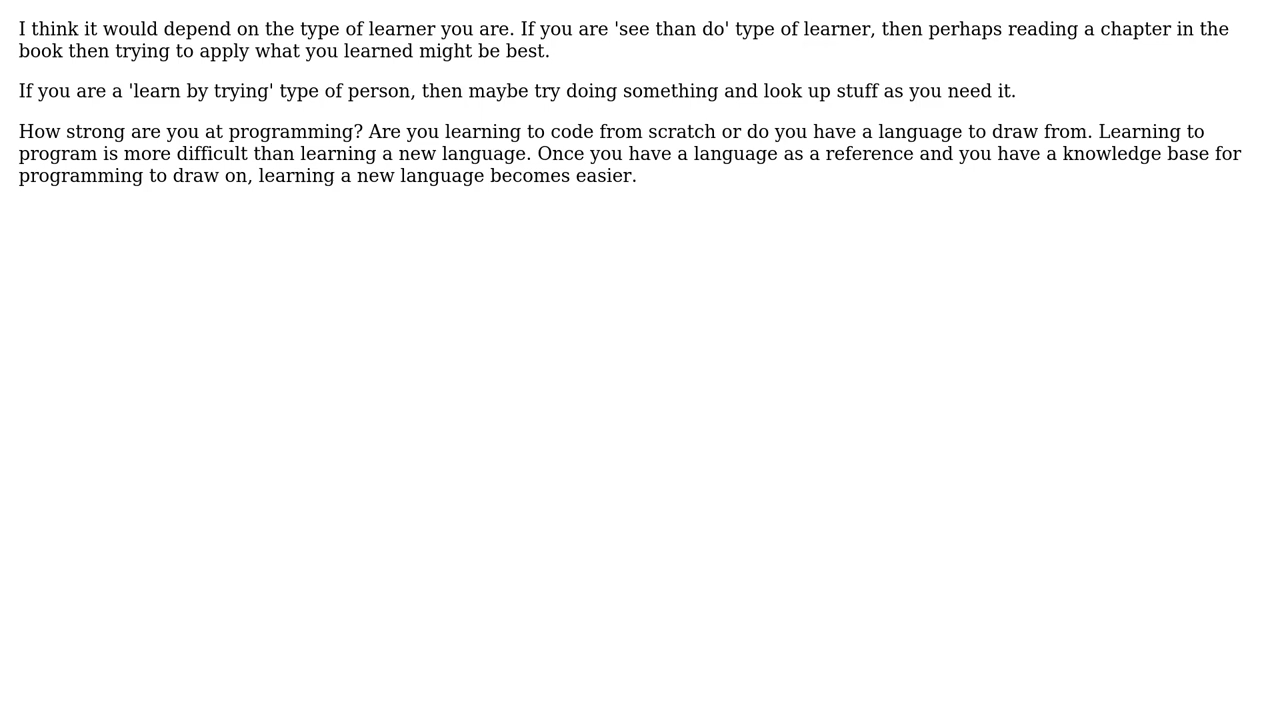 I think it would depend on the type of learner you are. If you are 'see than do' type of learner, then perhaps reading a chapter in the
book then trying to apply what you learned might be best.
If you are a 'learn by trying' type of person, then maybe try doing something and look up stuff as you need it.
How strong are you at programming? Are you learning to code from scratch or do you have a language to draw from. Learning to
program is more difficult than learning a new language. Once you have a language as a reference and you have a knowledge base for
programming to draw on, learning a new language becomes easier.